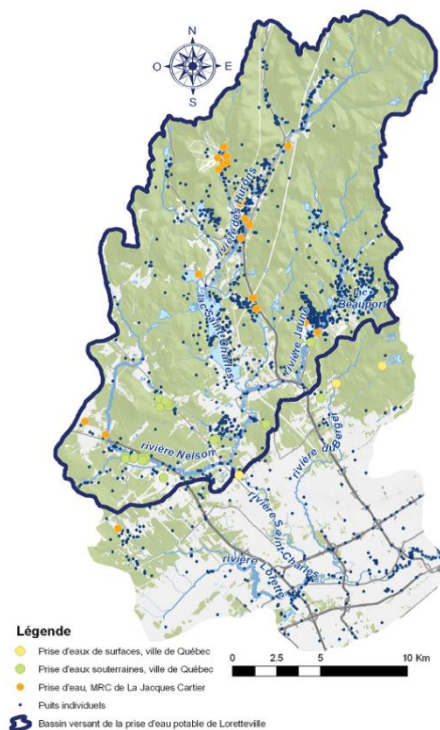 N
O
E
S
rivière des Hurons
lac Saint-Charles
lac
Beauport
rivière Jaune
rivière Nelson
rivière du Berger
rivière Saint-Charles
rivière Lorette
Légende
Prise d'eaux de surfaces, ville de Québec
Prise d'eaux souterraines, ville de Québec
Prise d'eau, MRC de La Jacques Cartier
Puits individuels
Bassin versant de la prise d'eau potable de Loretteville
0 2.5 5 10 Km